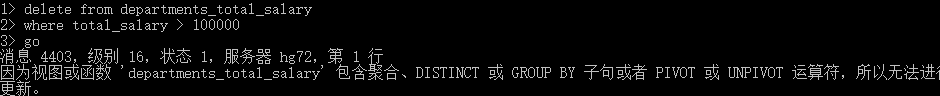 1> delete from departments_total_salary
2> where total_salary > 100000
3> go
消息 4403，级别 16，状态 1，服务器 hg72，第 1 行
因为视图或函数 'departments_total_salary' 包含聚合、DISTINCT 或 GROUP BY 子句或者 PIVOT 或 UNPIVOT 运算符，所以无法进行
更新。